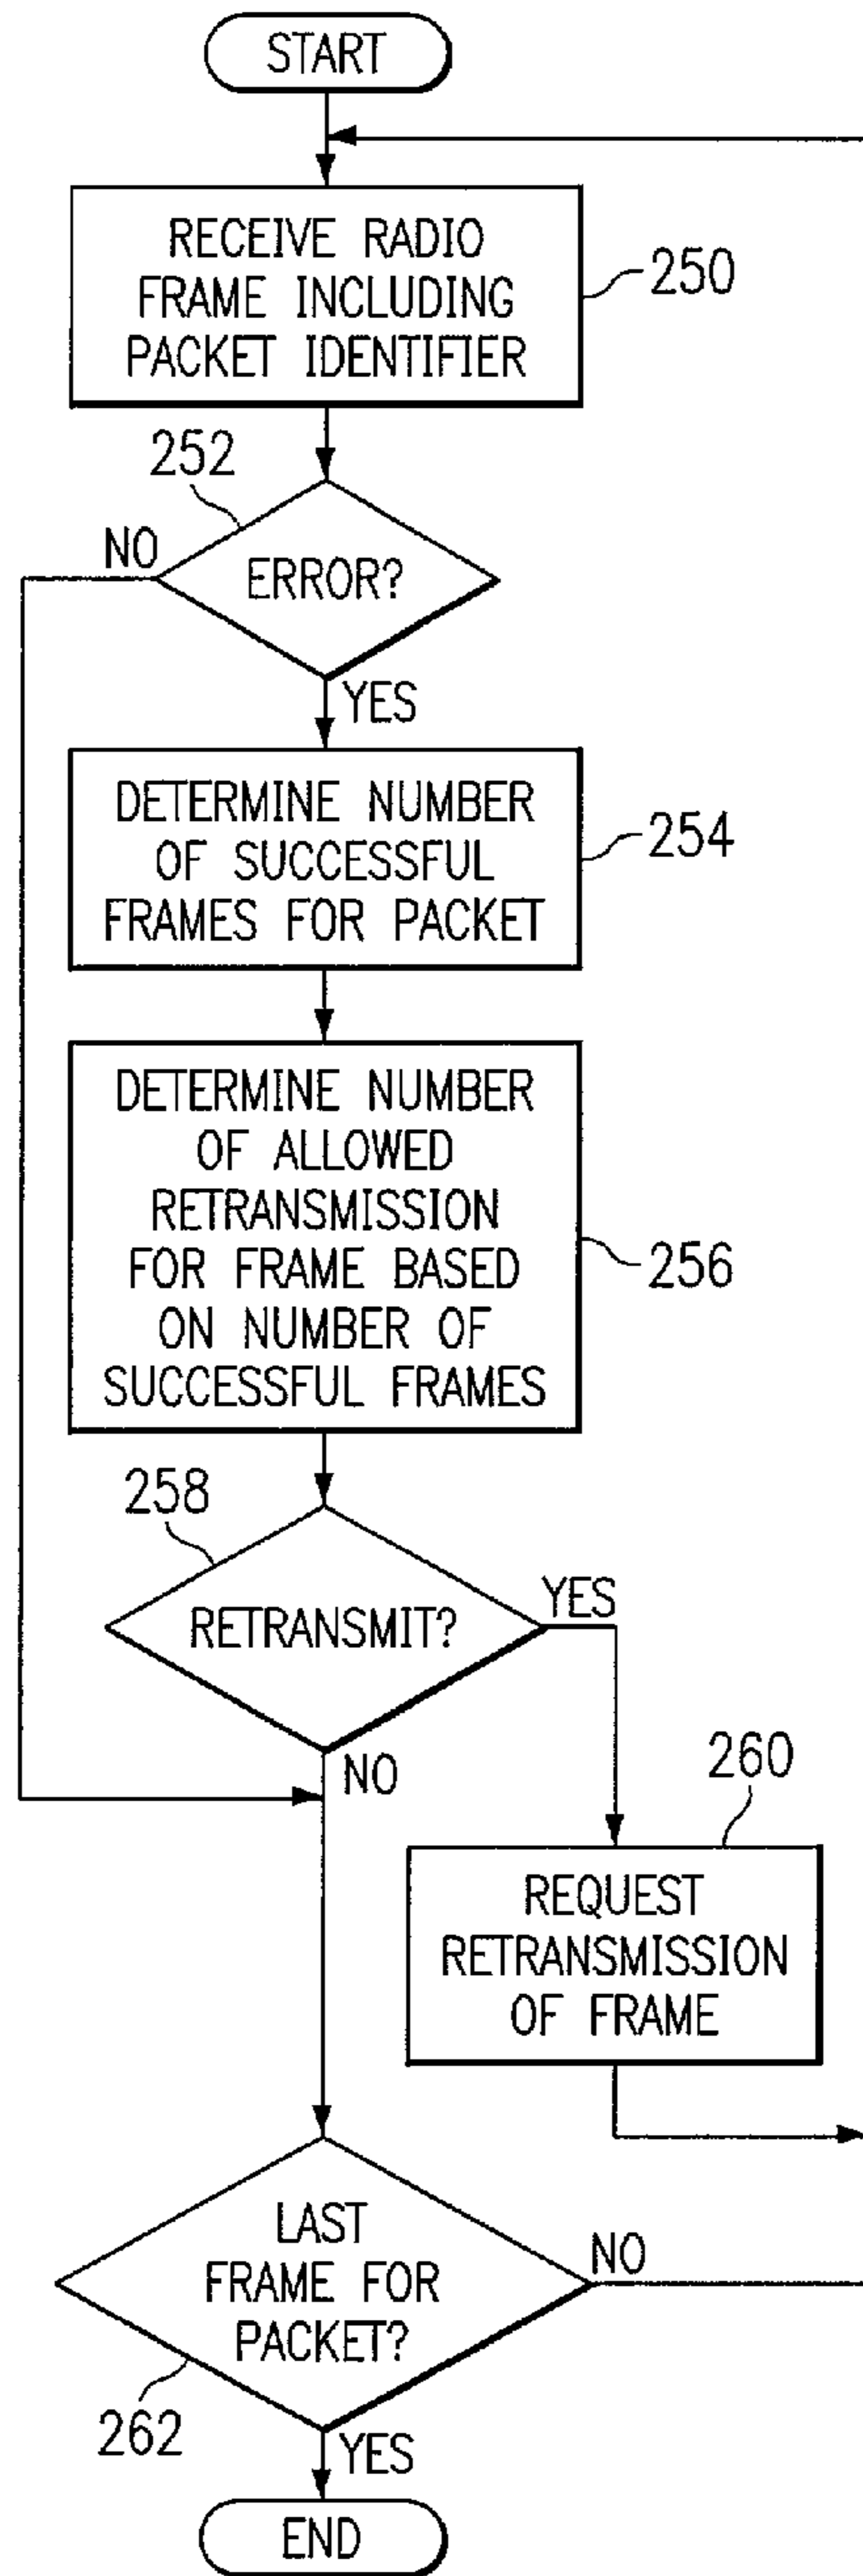 START
RECEIVE RADIO
FRAME INCLUDING
PACKET IDENTIFIER
250
252
NO
ERROR?
YES
DETERMINE NUMBER
OF SUCCESSFUL
FRAMES FOR PACKET
254
DETERMINE NUMBER
OF ALLOWED
RETRANSMISSION
FOR FRAME BASED
ON NUMBER OF
SUCCESSFUL FRAMES
256
258
RETRANSMIT?
YES
NO
260
REQUEST
RETRANSMISSION
OF FRAME
LAST
FRAME FOR
PACKET?
NO
262
YES
END